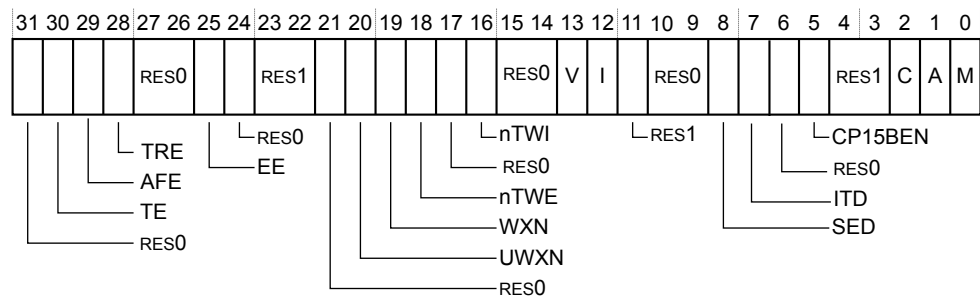 31 30 29 28 27 26 25 24 23 22 21 20 19 18 17 16 15 14 13 12 11 10 9 8 7 6 5 4 3 2 1 0
RES0 RES1 RES0 V I RES0 RES1 C A M
TRE RES0 nTWI RES1 CP15BEN
AFE EE RES0 RES0
TE nTWE ITD
RES0 WXN SED
UWXN
RES0